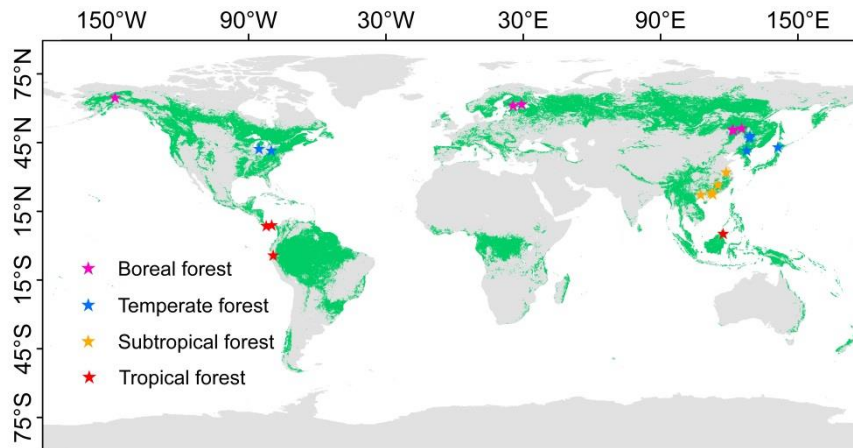 150°W 90°W 30°W 30°E 90°E 150°E
75°N
45°N
15°N
15°S
45°S
75°S
Boreal forest
Temperate forest
Subtropical forest
Tropical forest